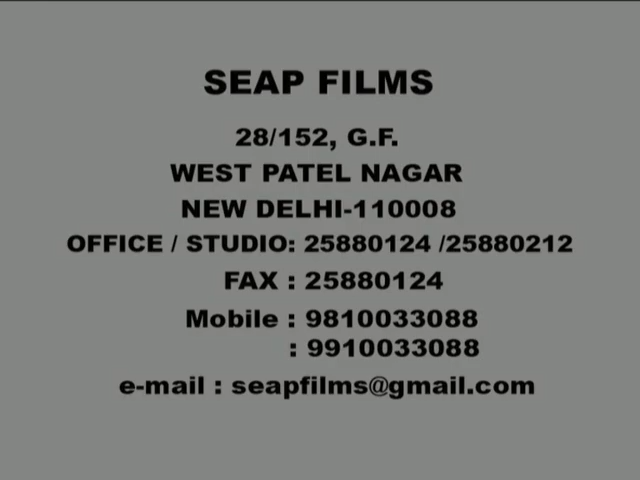 SEAP FILMS
28/152, G.F.
WEST PATEL NAGAR
NEW DELHI-110008
OFFICE / STUDIO: 25880124 /25880212
FAX : 25880124
Mobile : 9810033088
: 9910033088
e-mail : seapfilms@gmail.com